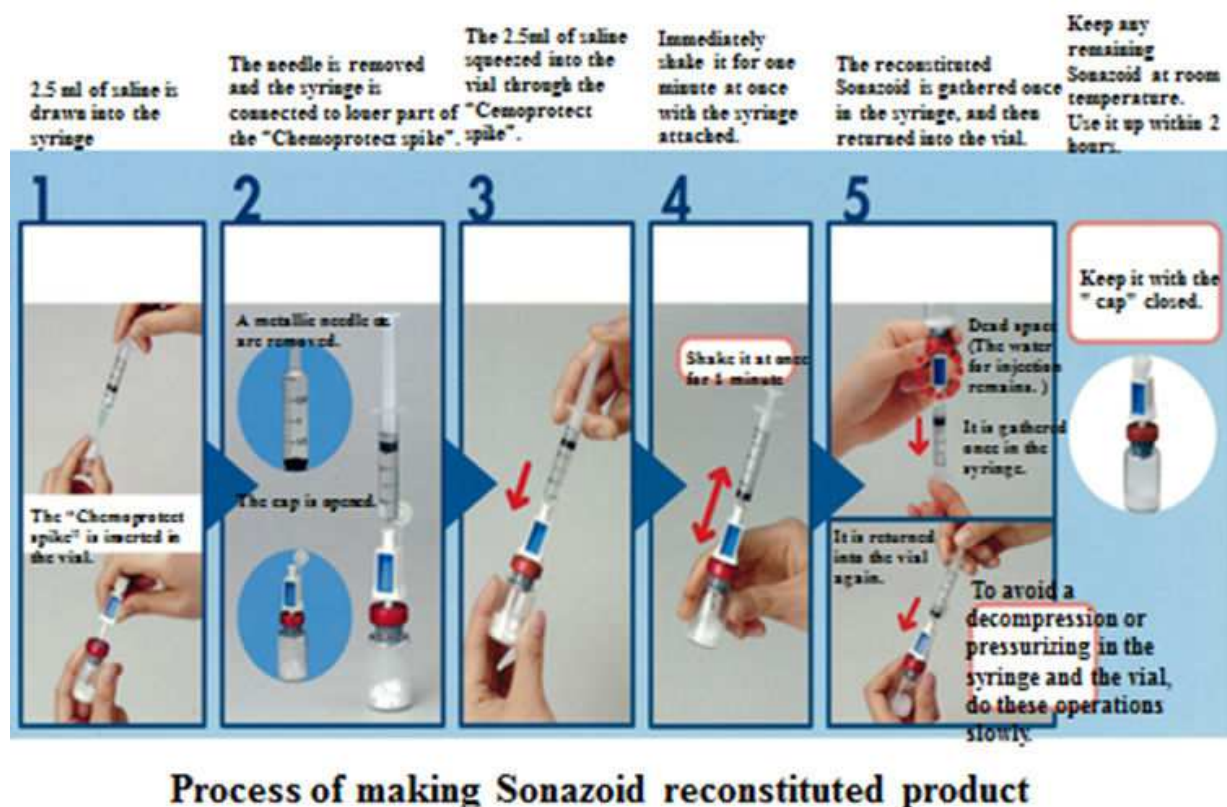 2.5 ml of saline is
drawn into the
syringe
The needle is removed
and the syringe is
connected to louer part of
the "Chemoprotect spike".
The 2.5ml of saline
squeezed into the
vial through the
"Cemoprotect
spike".
Immediately
shake it for one
minute at once
with the syringe
attached.
The reconstituted
Sonazoid is gathered once
in the syringe, and then
returned into the vial.
Keep any
remaining
Sonazoid at room
temperature.
Use it up within 2
hours.
1
2
3
4
5
The "Chemoprotect
spike" is inserted in
the vial.
A metallic needle
are removed.
The cap is opened.
Shake it at once
for 1 minute
Dead space
(The water
for injection
remains. )
It is gathered
once in the
syringe.
It is returned
into the vial
again.
To avoid a
decompression or
pressurizing in the
syringe and the vial,
do these operations
slowly.
Keep it with the
" cap" closed.
Process of making Sonazoid reconstituted product